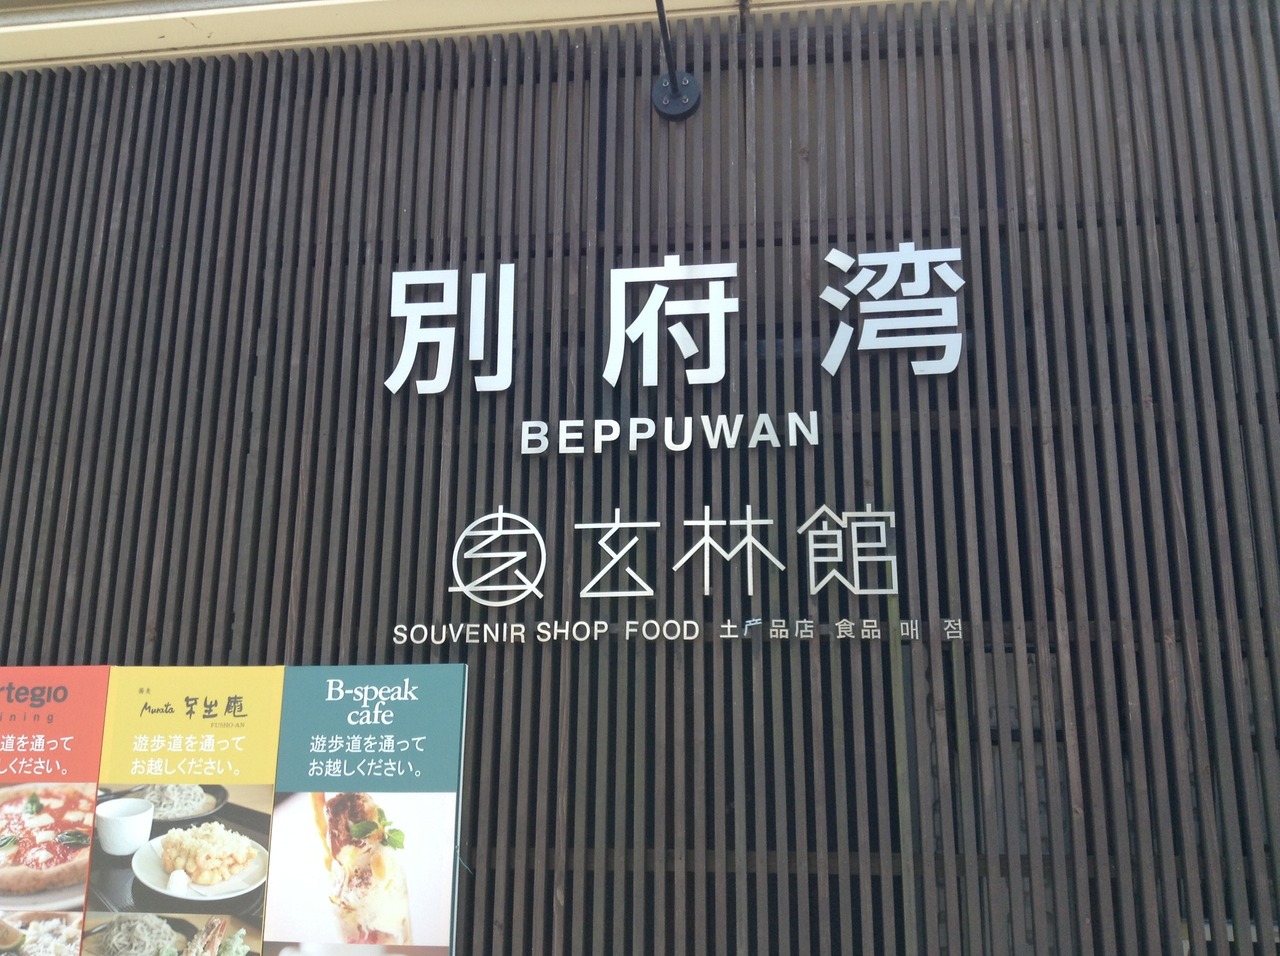 別府湾
BEPPUWAN
玄 玄林館
SOUVENIR SHOP FOOD 土产品店 食品 매 점
rtegio
ining
道を通って
しください。
Murata 不生庵
FUSHO-AN
遊歩道を通って
お越しください。
B-speak
cafe
遊歩道を通って
お越しください。